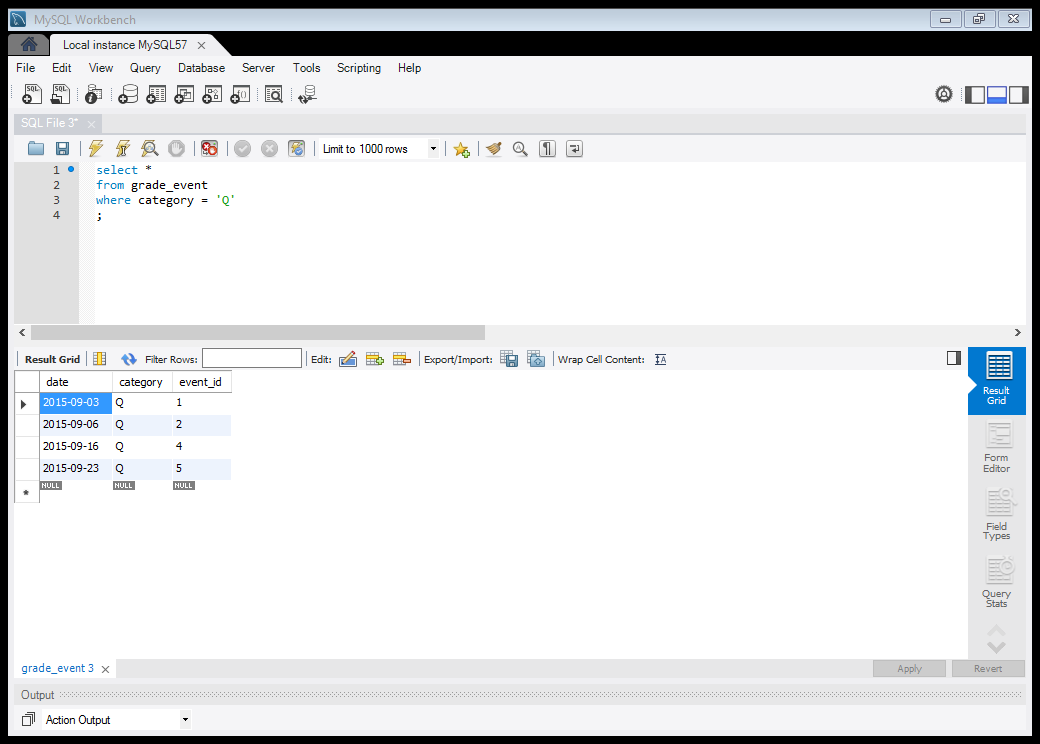 MySQL Workbench
Local instance MySQL57
File Edit View Query Database Server Tools Scripting Help
SQL File 3*
Limit to 1000 rows
1 select *
2 from grade_event
3 where category = 'Q'
4 ;
Result Grid Filter Rows: Edit: Export/Import: Wrap Cell Content:
date category event_id
2015-09-03 Q 1
2015-09-06 Q 2
2015-09-16 Q 4
2015-09-23 Q 5
NULL NULL NULL
Result
Grid
Form
Editor
Field
Types
Query
Stats
grade_event 3
Apply Revert
Output
Action Output